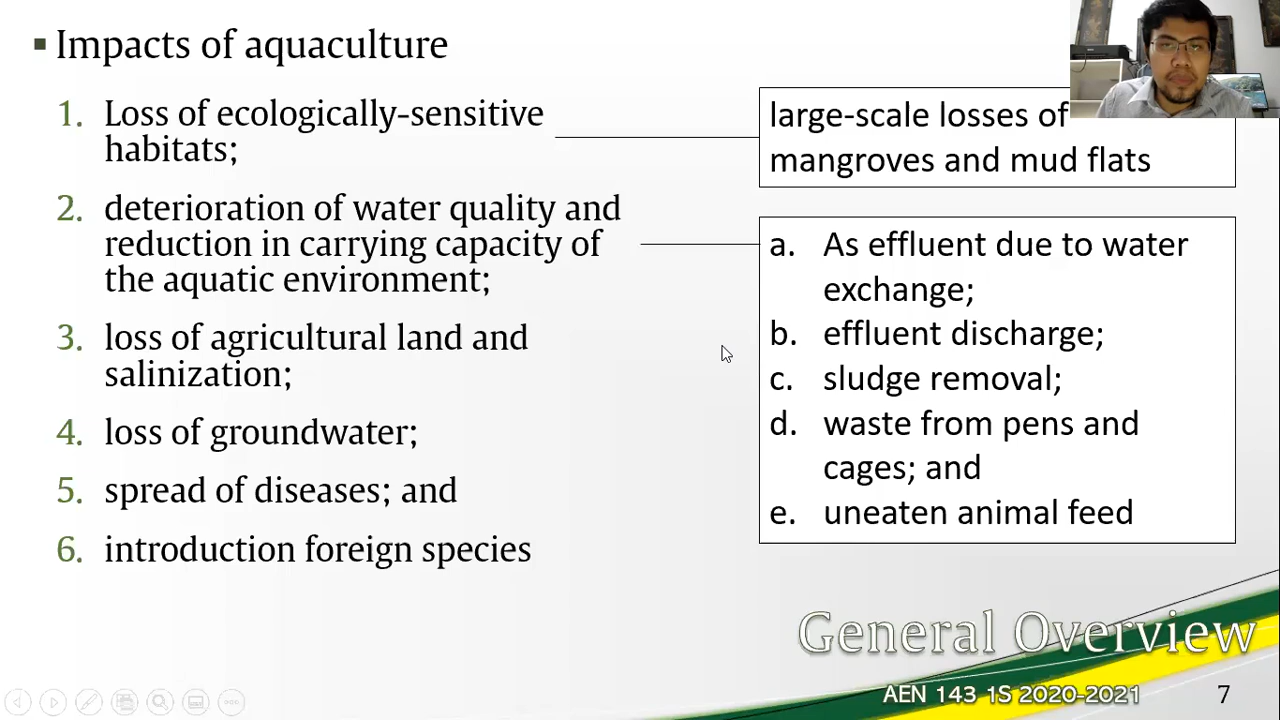 Impacts of aquaculture
1. Loss of ecologically-sensitive
habitats;
2. deterioration of water quality and
reduction in carrying capacity of
the aquatic environment;
3. loss of agricultural land and
salinization;
4. loss of groundwater;
5. spread of diseases; and
6. introduction foreign species
large-scale losses of
mangroves and mud flats
a. As effluent due to water
exchange;
b. effluent discharge;
c. sludge removal;
d. waste from pens and
cages; and
e. uneaten animal feed
General Overview
AEN 143 1S 2020-2021
7